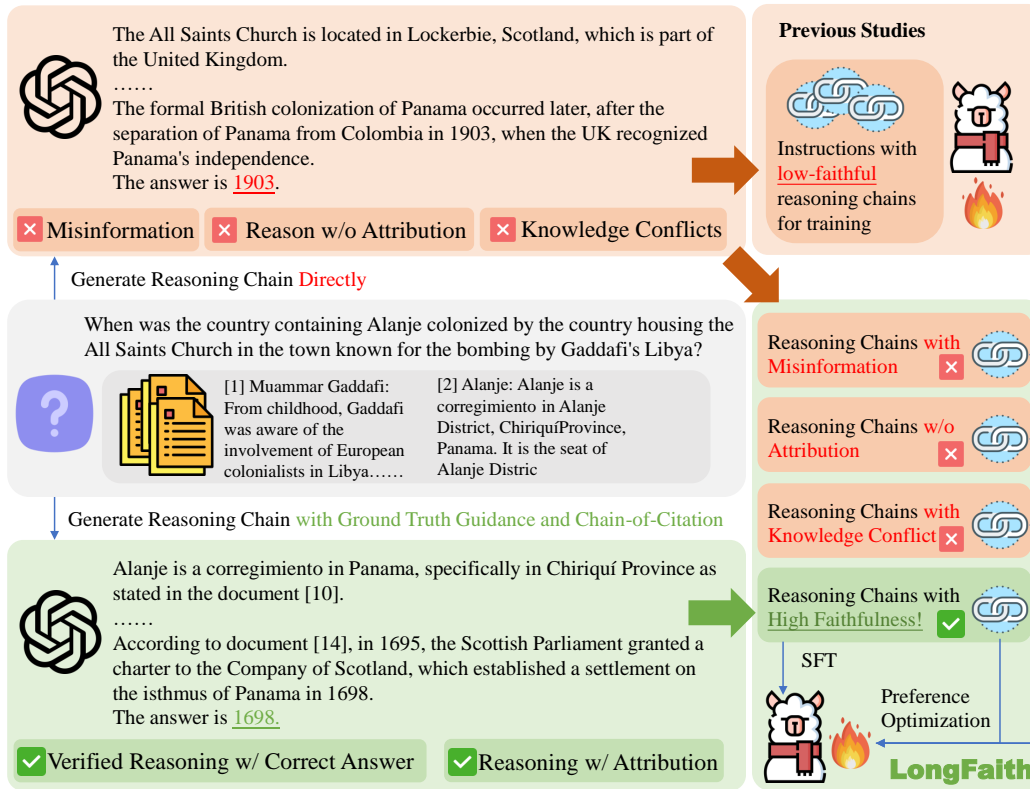 The All Saints Church is located in Lockerbie, Scotland, which is part of
the United Kingdom.
……
The formal British colonization of Panama occurred later, after the
separation of Panama from Colombia in 1903, when the UK recognized
Panama's independence.
The answer is 1903.
Misinformation
Reason w/o Attribution
Knowledge Conflicts
Previous Studies
Instructions with
low-faithful
reasoning chains
for training
Generate Reasoning Chain Directly
When was the country containing Alanje colonized by the country housing the
All Saints Church in the town known for the bombing by Gaddafi's Libya?
?
[1] Muammar Gaddafi:
From childhood, Gaddafi
was aware of the
involvement of European
colonialists in Libya……
[2] Alanje: Alanje is a
corregimiento in Alanje
District, ChiriquíProvince,
Panama. It is the seat of
Alanje Distric
Generate Reasoning Chain with Ground Truth Guidance and Chain-of-Citation
Alanje is a corregimiento in Panama, specifically in Chiriquí Province as
stated in the document [10].
……
According to document [14], in 1695, the Scottish Parliament granted a
charter to the Company of Scotland, which established a settlement on
the isthmus of Panama in 1698.
The answer is 1698.
Verified Reasoning w/ Correct Answer
Reasoning w/ Attribution
Reasoning Chains with
Misinformation
Reasoning Chains w/o
Attribution
Reasoning Chains with
Knowledge Conflict
Reasoning Chains with
High Faithfulness!
SFT
Preference
Optimization
LongFaith